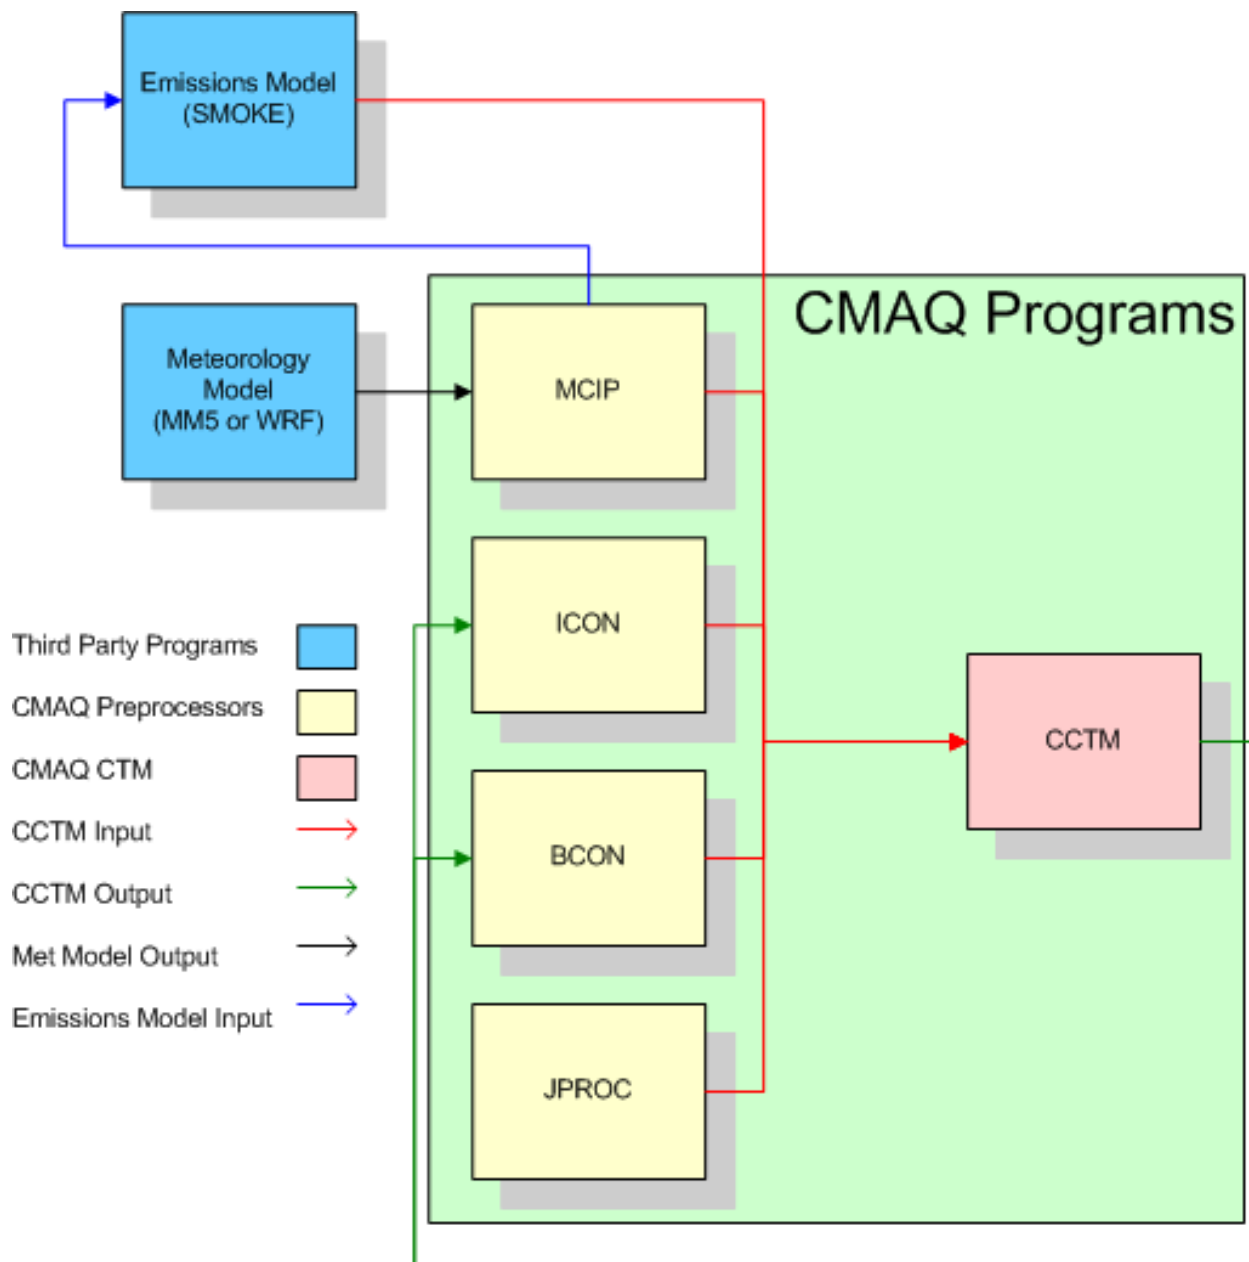 Emissions Model
(SMOKE)
CMAQ Programs
Meteorology
Model
(MM5 or WRF)
MCIP
ICON
Third Party Programs
CMAQ Preprocessors
CMAQ CTM
CCTM
CCTM Input
BCON
CCTM Output
Met Model Output
Emissions Model Input
JPROC